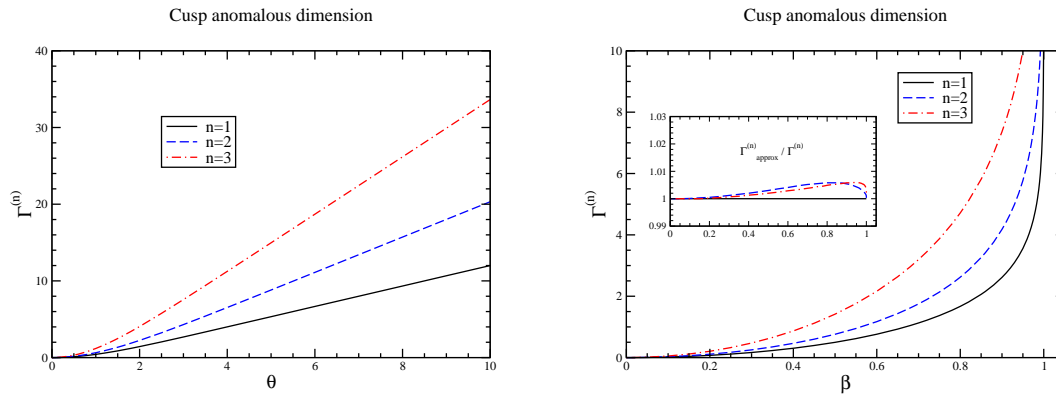 Cusp anomalous dimension
40
30
20
10
0
0 2 4 6 8 10
θ
Γ(n)
n=1
n=2
n=3
Cusp anomalous dimension
10
8
6
4
2
0
0 0.2 0.4 0.6 0.8 1
β
Γ(n)
n=1
n=2
n=3
1.03
1.02
1.01
1
0.99
0 0.2 0.4 0.6 0.8 1
Γ(n)approx / Γ(n)